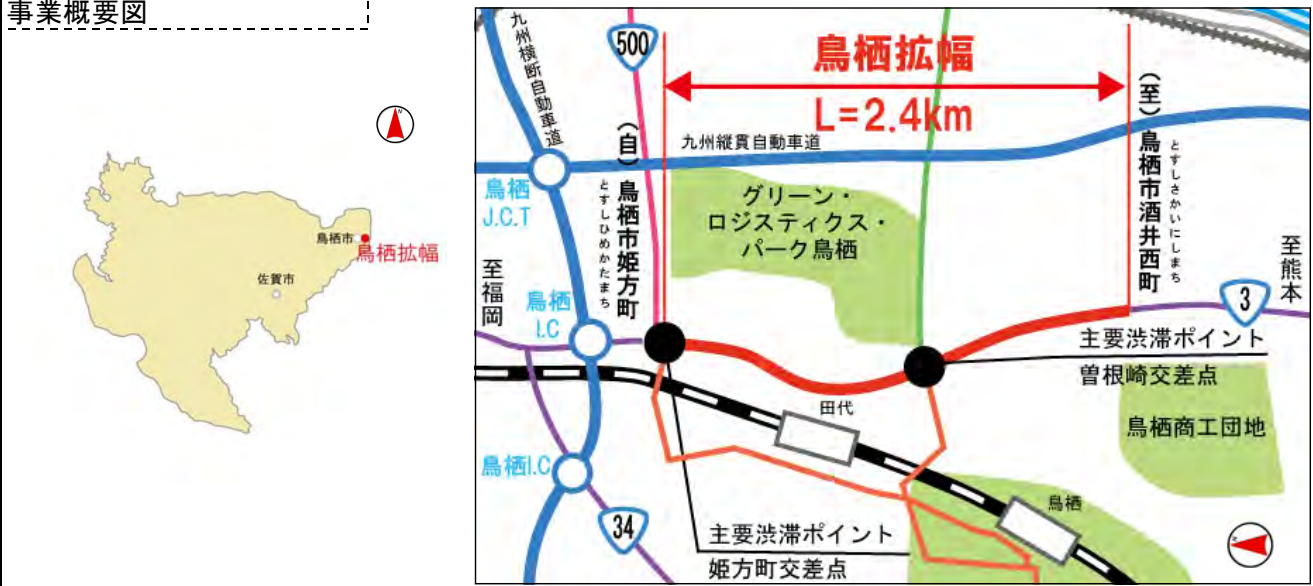 事業概要図
N
鳥栖市
鳥栖拡幅
佐賀市
九州横断自動車道
500
鳥栖拡幅
L=2.4km
九州縦貫自動車道
(自)鳥栖市姫方町
とすしひめかたまち
(至)鳥栖市酒井西町
とすしさかいにしまち
鳥栖
J.C.T
グリーン・
ロジスティクス・
パーク鳥栖
至福岡
至熊本
鳥栖
I.C
3
主要渋滞ポイント
曽根崎交差点
田代
鳥栖商工団地
鳥栖I.C
鳥栖
34
主要渋滞ポイント
姫方町交差点
N